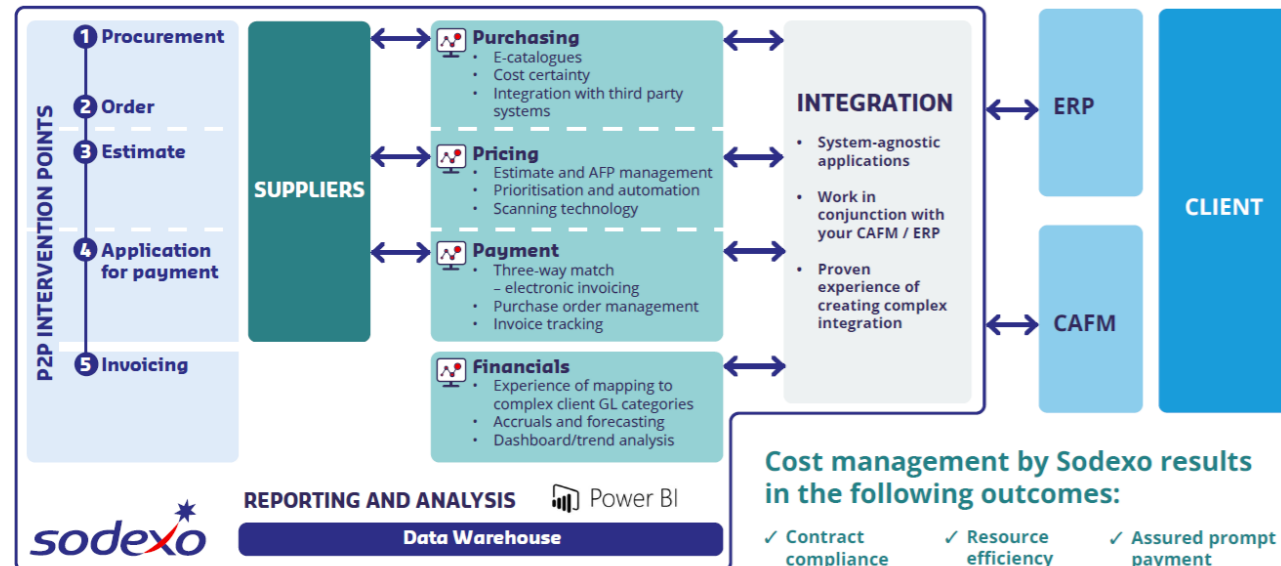 P2P INTERVENTION POINTS
1 Procurement
2 Order
3 Estimate
4 Application
for payment
5 Invoicing
SUPPLIERS
Purchasing
• E-catalogues
• Cost certainty
• Integration with third party
systems
Pricing
• Estimate and AFP management
• Prioritisation and automation
• Scanning technology
Payment
• Three-way match
– electronic invoicing
• Purchase order management
• Invoice tracking
Financials
• Experience of mapping to
complex client GL categories
• Accruals and forecasting
• Dashboard/trend analysis
INTEGRATION
• System-agnostic
applications
• Work in
conjunction with
your CAFM / ERP
• Proven
experience of
creating complex
integration
ERP
CAFM
CLIENT
sodexo
REPORTING AND ANALYSIS
Power BI
Data Warehouse
Cost management by Sodexo results
in the following outcomes:
✓ Contract
compliance
✓ Resource
efficiency
✓ Assured prompt
payment